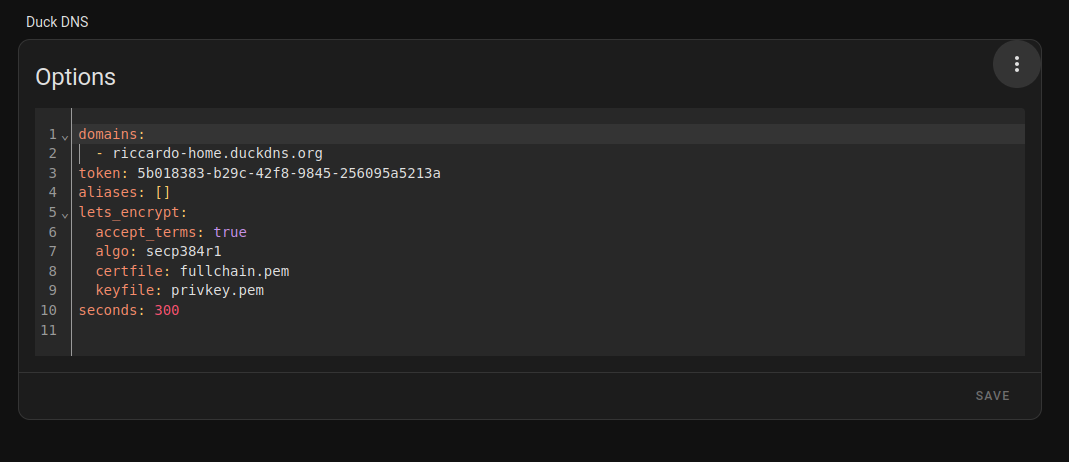 Duck DNS
Options
1 domains:
2 - riccardo-home.duckdns.org
3 token: 5b018383-b29c-42f8-9845-256095a5213a
4 aliases: []
5 lets_encrypt:
6 accept_terms: true
7 algo: secp384r1
8 certfile: fullchain.pem
9 keyfile: privkey.pem
10 seconds: 300
11
SAVE